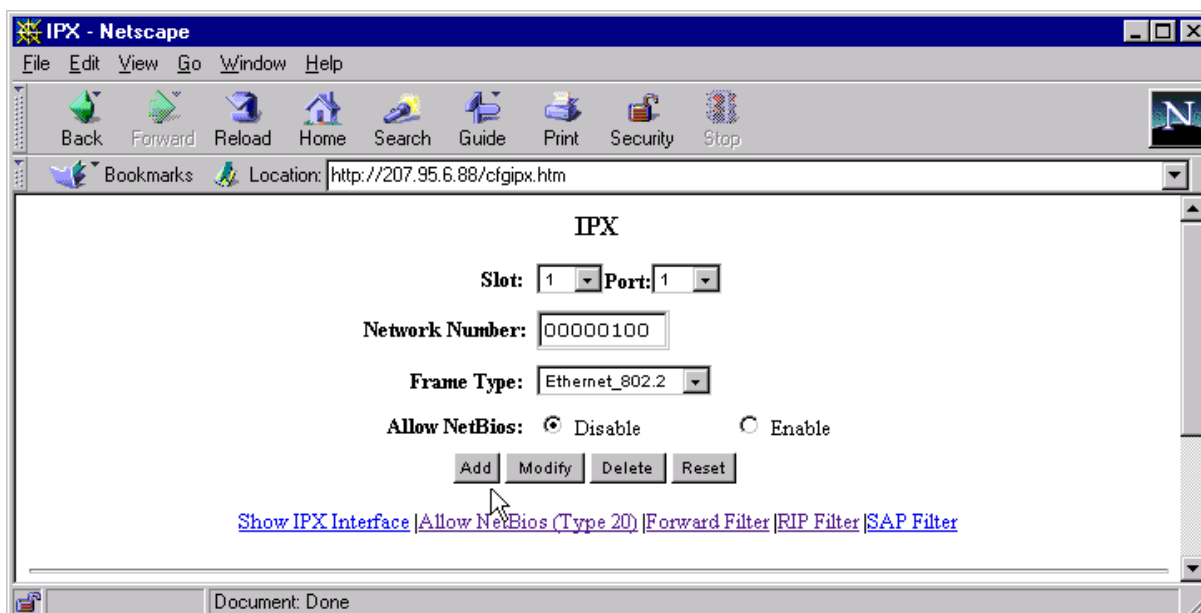 IPX - Netscape
File Edit View Go Window Help
Back Forward Reload Home Search Guide Print Security Stop
N
Bookmarks Location: http://207.95.6.88/cfgipx.htm
IPX
Slot: 1 Port: 1
Network Number: 00000100
Frame Type: Ethernet_802.2
Allow NetBios: Disable Enable
Add Modify Delete Reset
Show IPX Interface |Allow NetBios (Type 20) |Forward Filter |RIP Filter |SAP Filter
Document: Done